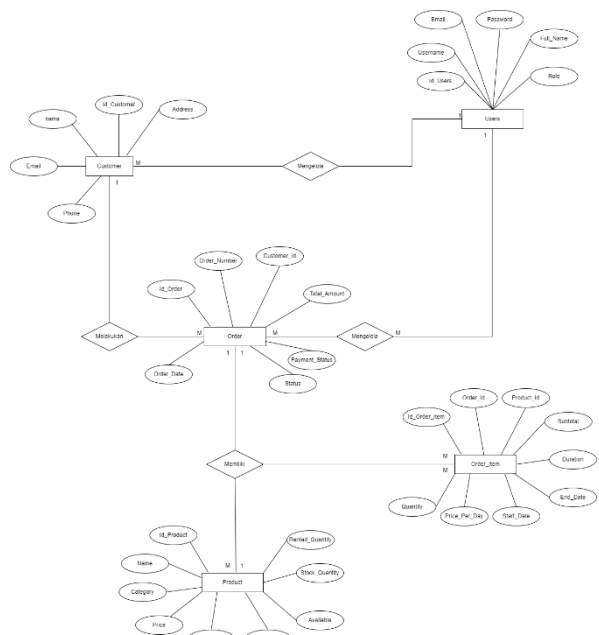 Email
Password
Full_Name
Username
Id_Users
Role
Users
1
1
Id_Customer
name
Address
Email
Customer
M
1
Phone
Mengelola
Order_Number
Customer_Id
Id_Order
Total_Amount
Melakukan
M
Order
M
Mengelola
M
1
1
Payment_Status
Order_Date
Status
Order_Id
Product_Id
Id_Order_Item
Subtotal
Memiliki
M
M
Order_Item
Duration
End_Date
Quantity
Price_Per_Day
Start_Date
Id_Product
Rented_Quantity
Name
M
1
Product
Stock_Quantity
Category
Price
Available